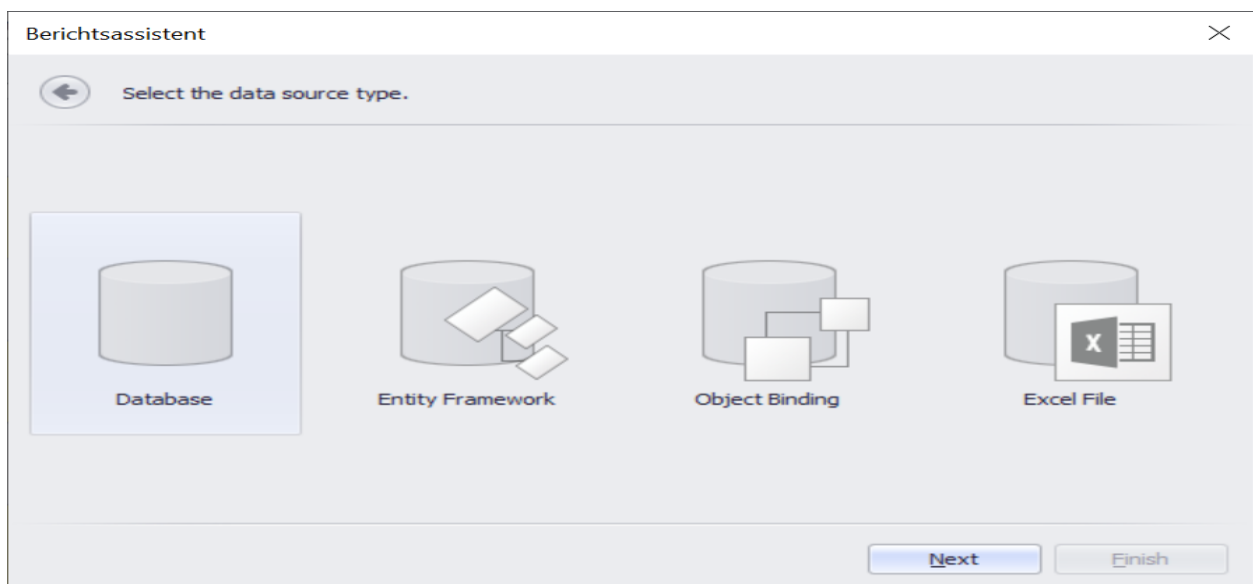 Berichtsassistent
Select the data source type.
Database
Entity Framework
Object Binding
Excel File
X
Next
Finish